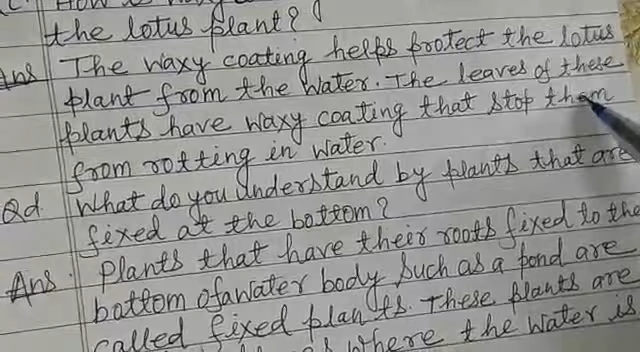 the lotus plant?
Ans The waxy coating helps protect the lotus
plant from the water. The leaves of these
plants have waxy coating that stop them
from rotting in water.
Qd. What do you understand by plants that are
fixed at the bottom?
Ans. Plants that have their roots fixed to the
bottom of a water body such as a pond are
called fixed plants. These plants are
where the water is